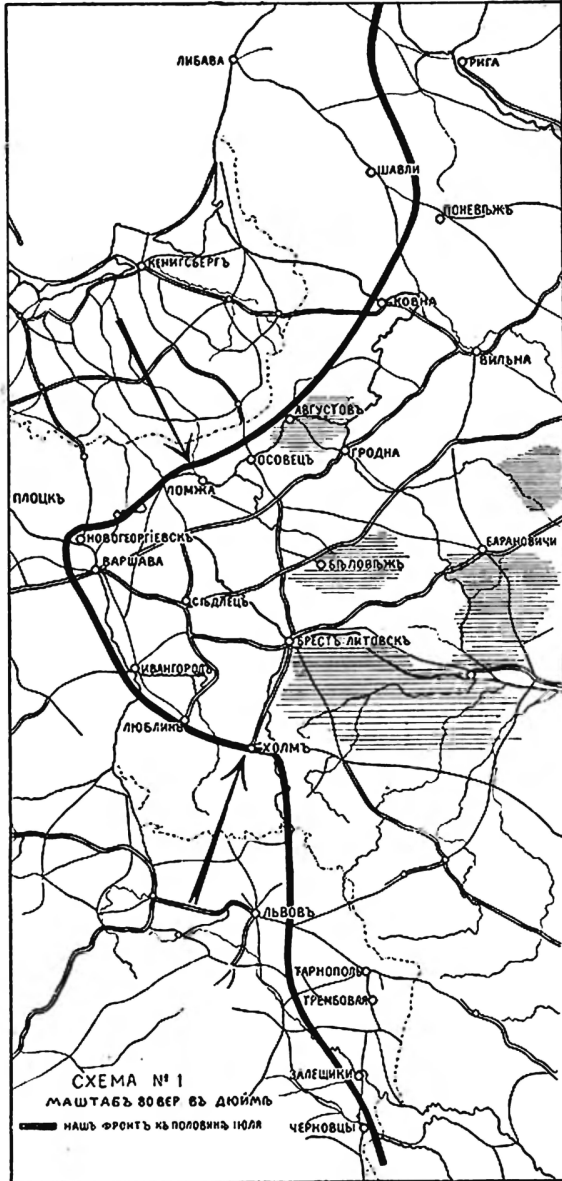 ЛИБАВА
РИГА
ШАВЛИ
ПОНЕВѢЖЪ
КЕНИГСБЕРГЪ
КОВНА
ВИЛЬНА
АВГУСТОВЪ
ОСОВЕЦЪ
ГРОДНА
ЛОМЖА
ПЛОЦКЪ
НОВОГЕОРГІЕВСКЪ
БАРАНОВИЧИ
ВАРШАВА
БѢЛОВѢЖЪ
СѢДЛЕЦЪ
БРЕСТЪ-ЛИТОВСКЪ
ИВАНГОРОДЪ
ЛЮБЛИНЪ
ХОЛМЪ
ЛЬВОВЪ
ТАРНОПОЛЬ
ТРЕМБОВАЯ
ЗАЛЕЩИКИ
ЧЕРНОВЦЫ
СХЕМА № 1
МАШТАБЪ 80 ВЕР ВЪ ДЮЙМѢ
НАШЪ ФРОНТЪ КЪ ПОЛОВИНѢ ІЮЛЯ